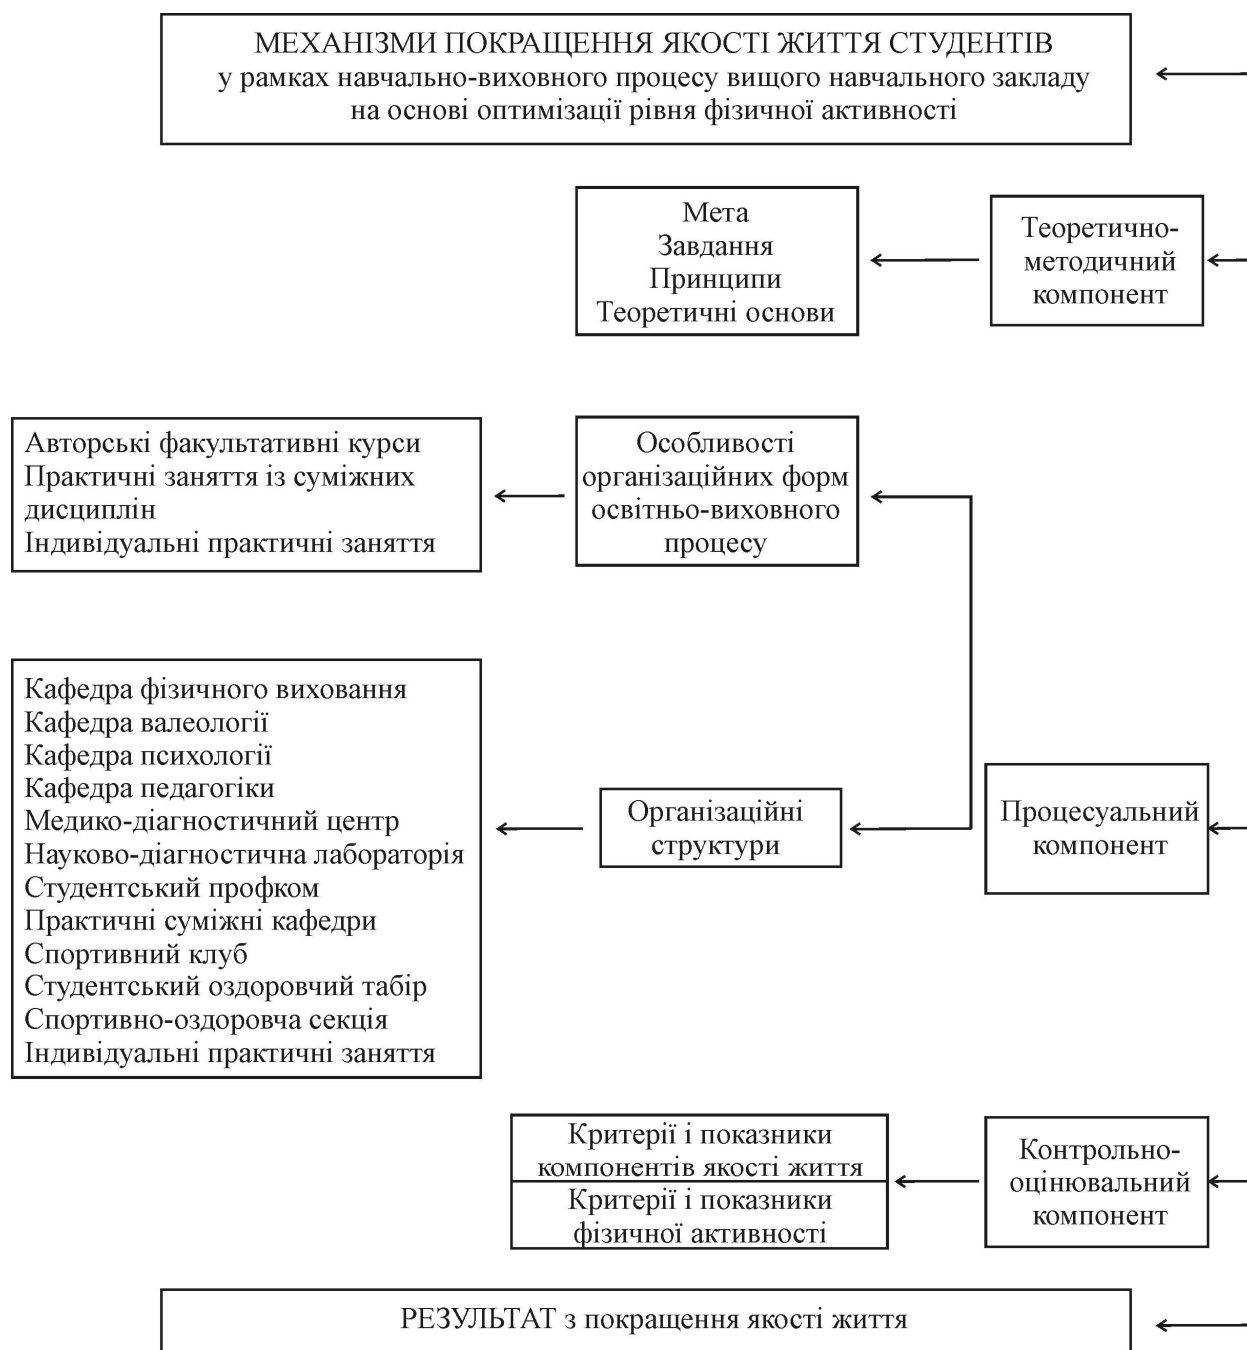 МЕХАНІЗМИ ПОКРАЩЕННЯ ЯКОСТІ ЖИТТЯ СТУДЕНТІВ
у рамках навчально-виховного процесу вищого навчального закладу
на основі оптимізації рівня фізичної активності
Мета
Завдання
Принципи
Теоретичні основи
Теоретично-
методичний
компонент
Авторські факультативні курси
Практичні заняття із суміжних
дисциплін
Індивідуальні практичні заняття
Особливості
організаційних форм
освітньо-виховного
процесу
Кафедра фізичного виховання
Кафедра валеології
Кафедра психології
Кафедра педагогіки
Медико-діагностичний центр
Науково-діагностична лабораторія
Студентський профком
Практичні суміжні кафедри
Спортивний клуб
Студентський оздоровчий табір
Спортивно-оздоровча секція
Індивідуальні практичні заняття
Організаційні
структури
Процесуальний
компонент
Критерії і показники
компонентів якості життя
Критерії і показники
фізичної активності
Контрольно-
оцінювальний
компонент
РЕЗУЛЬТАТ з покращення якості життя